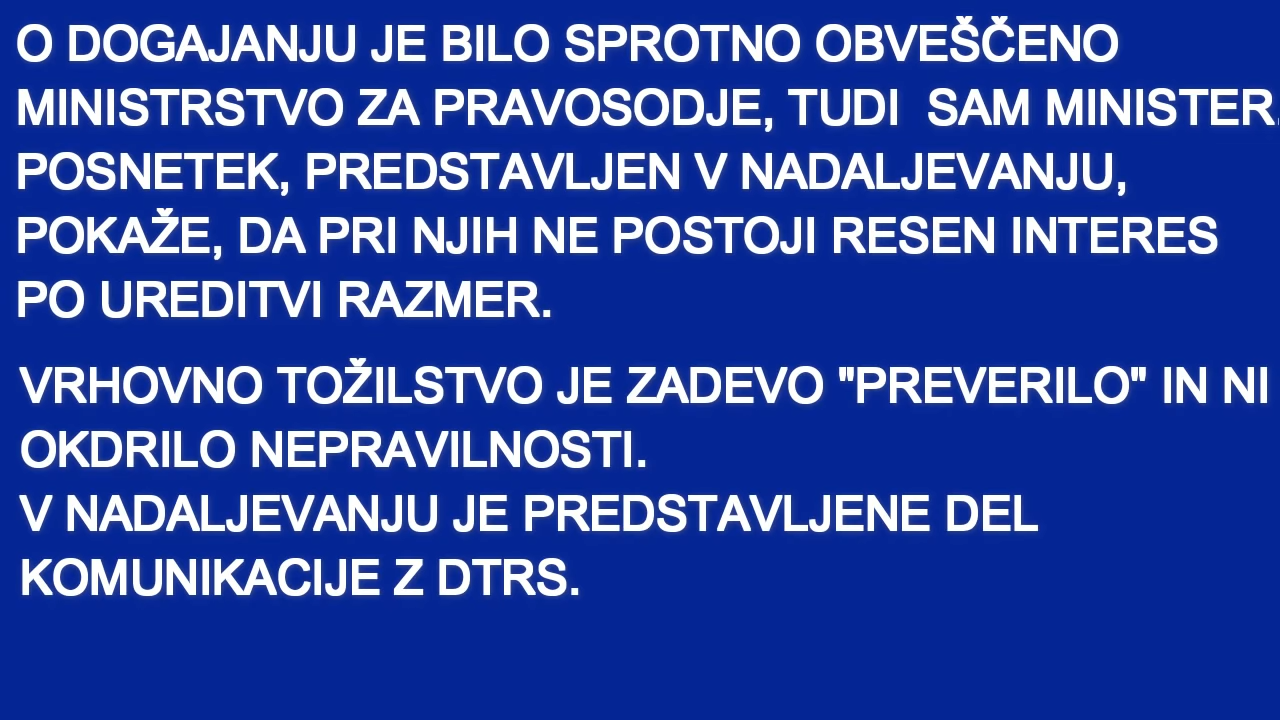 O DOGAJANJU JE BILO SPROTNO OBVEŠČENO
MINISTRSTVO ZA PRAVOSODJE, TUDI  SAM MINISTER.
POSNETEK, PREDSTAVLJEN V NADALJEVANJU,
POKAŽE, DA PRI NJIH NE POSTOJI RESEN INTERES
PO UREDITVI RAZMER.
VRHOVNO TOŽILSTVO JE ZADEVO "PREVERILO" IN NI
OKDRILO NEPRAVILNOSTI.
V NADALJEVANJU JE PREDSTAVLJENE DEL
KOMUNIKACIJE Z DTRS.